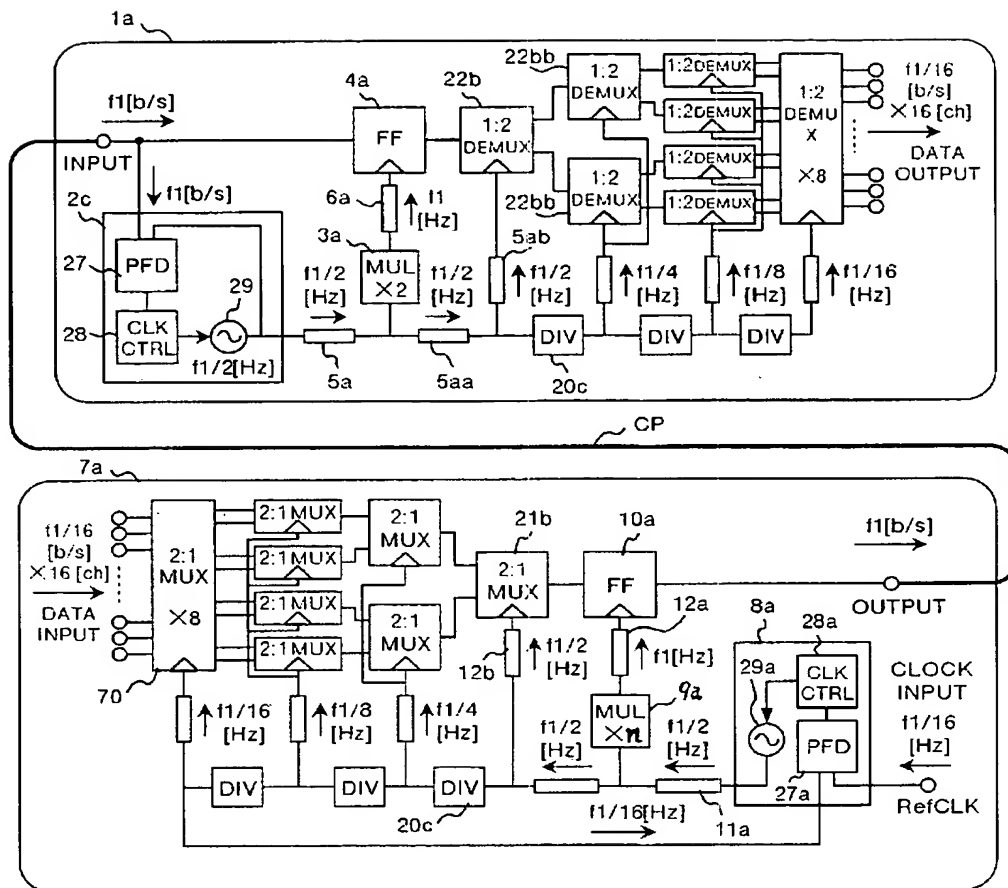 1a
f1[b/s]
INPUT
f1[b/s]
2c
27
PFD
28
CLK
CTRL
29
f1/2[Hz]
4a
FF
6a
f1
[Hz]
3a
MUL
×2
f1/2
[Hz]
5a
f1/2
[Hz]
5aa
22b
1:2
DEMUX
5ab
f1/2
[Hz]
22bb
1:2
DEMUX
1:2
DEMUX
22bb
1:2DEMUX
1:2DEMUX
1:2DEMUX
1:2DEMUX
1:2
DEMU
X
×8
f1/16
[b/s]
×16[ch]
DATA
OUTPUT
f1/4
[Hz]
f1/8
[Hz]
f1/16
[Hz]
DIV
DIV
DIV
20c
CP
7a
f1/16
[b/s]
×16[ch]
DATA
INPUT
2:1
MUX
×8
70
2:1MUX
2:1MUX
2:1MUX
2:1MUX
2:1
MUX
2:1
MUX
21b
2:1
MUX
10a
FF
f1[b/s]
OUTPUT
12b
f1/2
[Hz]
12a
f1[Hz]
9a
MUL
×n
f1/16
[Hz]
f1/8
[Hz]
f1/4
[Hz]
f1/2
[Hz]
f1/2
[Hz]
8a
28a
29a
CLK
CTRL
PFD
27a
CLOCK
INPUT
f1/16
[Hz]
RefCLK
DIV
DIV
DIV
20c
11a
f1/16[Hz]